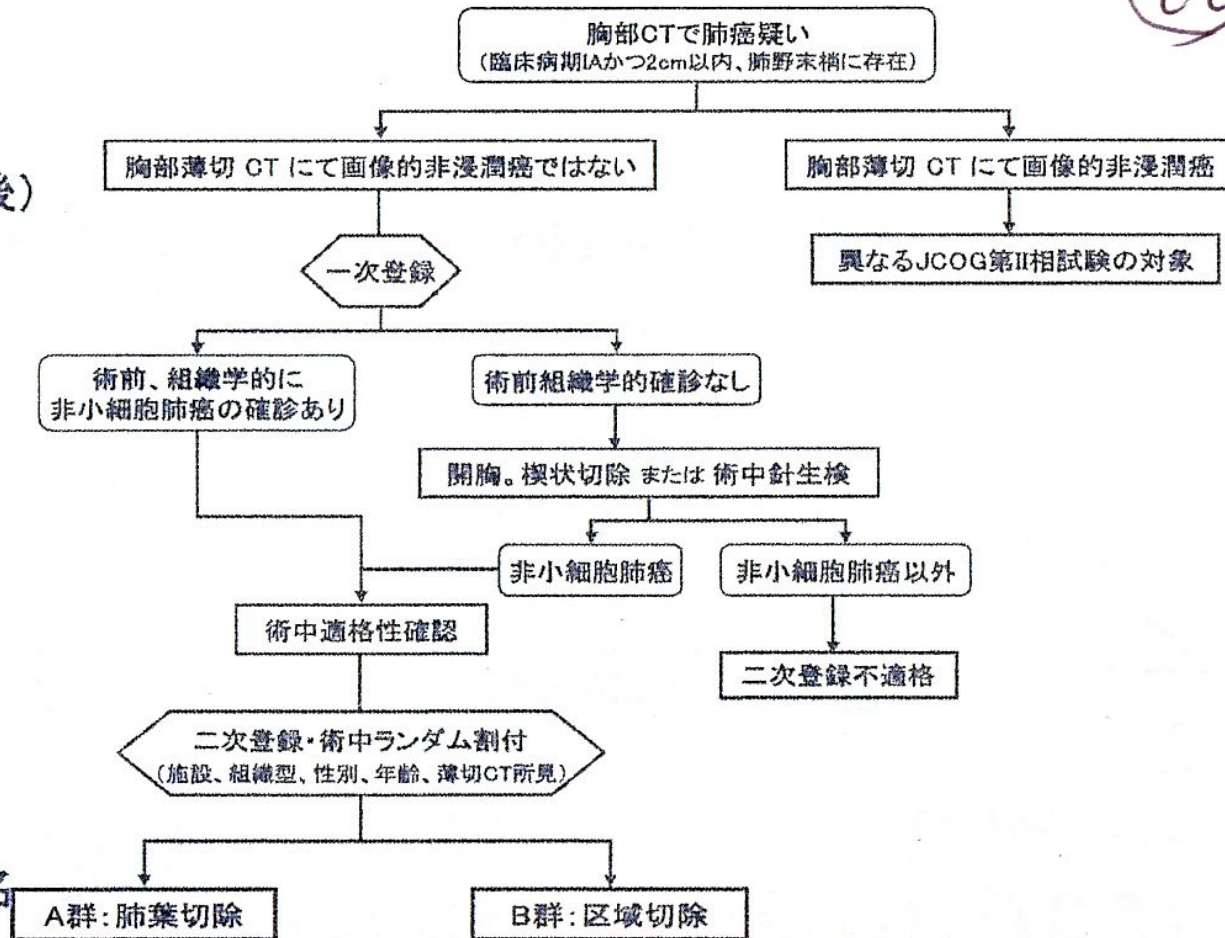 胸部CTで肺癌疑い
(臨床病期IAかつ2cm以内、肺野末梢に存在)
胸部薄切 CT にて画像的非浸潤癌ではない
胸部薄切 CT にて画像的非浸潤癌
後)
一次登録
異なるJCOG第II相試験の対象
術前、組織学的に
非小細胞肺癌の確診あり
術前組織学的確診なし
開胸。楔状切除 または 術中針生検
非小細胞肺癌
非小細胞肺癌以外
術中適格性確認
二次登録不適格
二次登録・術中ランダム割付
(施設、組織型、性別、年齢、薄切CT所見)
A群:肺葉切除
B群:区域切除